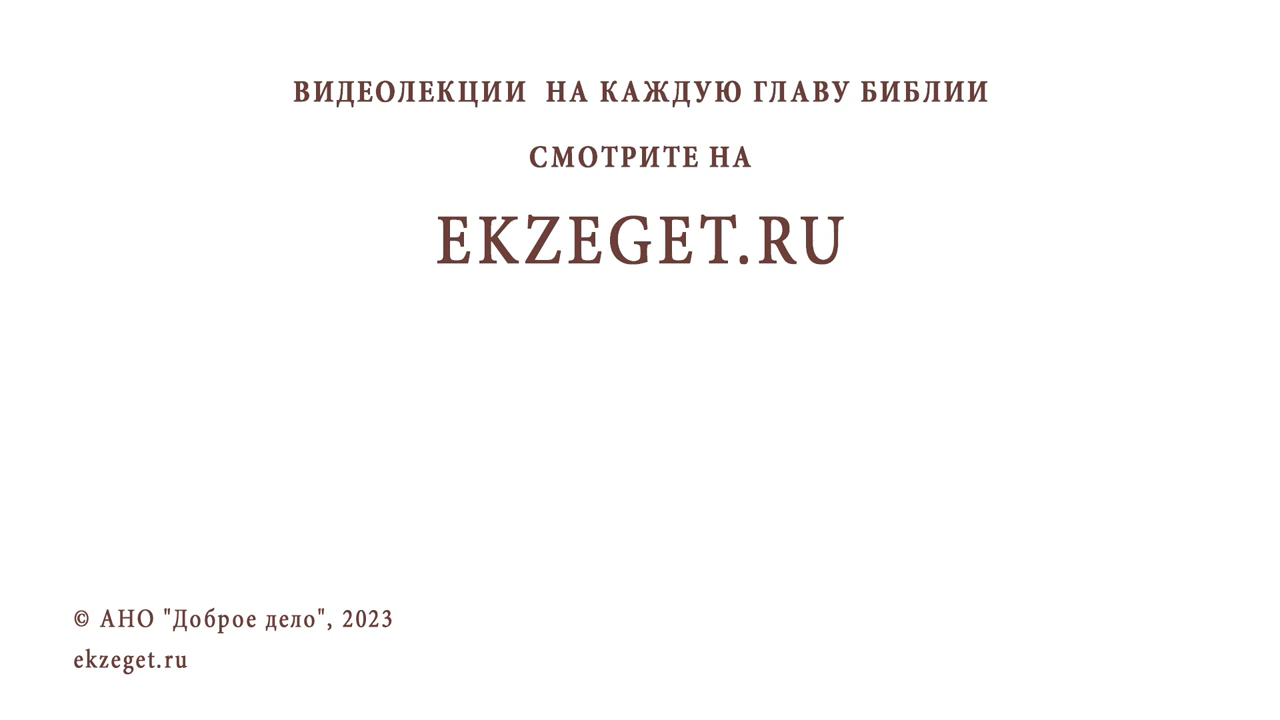 ВИДЕОЛЕКЦИИ НА КАЖДУЮ ГЛАВУ БИБЛИИ
СМОТРИТЕ НА
EKZEGET.RU
© АНО "Доброе дело", 2023
ekzeget.ru